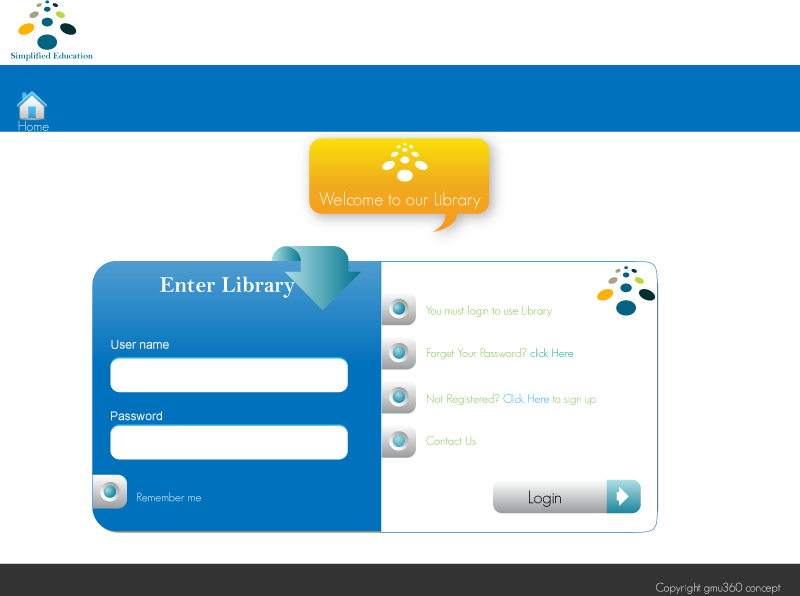 Simplified Education
Home
Welcome to our Library
Enter Library
User name
Password
Remember me
You must login to use Library
Forget Your Password? click Here
Not Registered? Click Here to sign up
Contact Us
Login
Copyright gmu360 concept